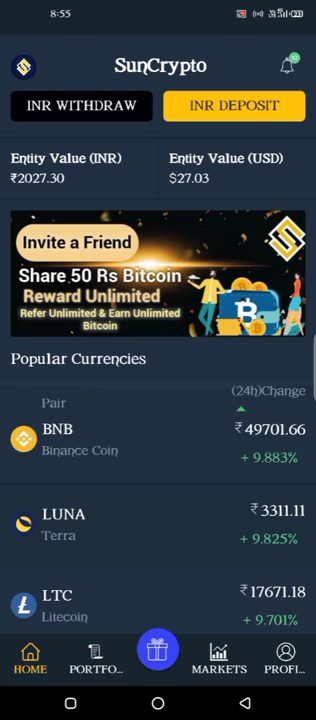 8:55
SunCrypto
INR WITHDRAW
INR DEPOSIT
Entity Value (INR)
Entity Value (USD)
₹2027.30
$27.03
Invite a Friend
Share 50 Rs Bitcoin
Reward Unlimited
Refer Unlimited & Earn Unlimited
Bitcoin
Popular Currencies
Pair
(24h)Change
BNB
₹49701.66
Binance Coin
+ 9.883%
LUNA
₹3311.11
Terra
+ 9.825%
LTC
₹17671.18
Litecoin
+ 9.701%
HOME
PORTFO...
MARKETS
PROFI...